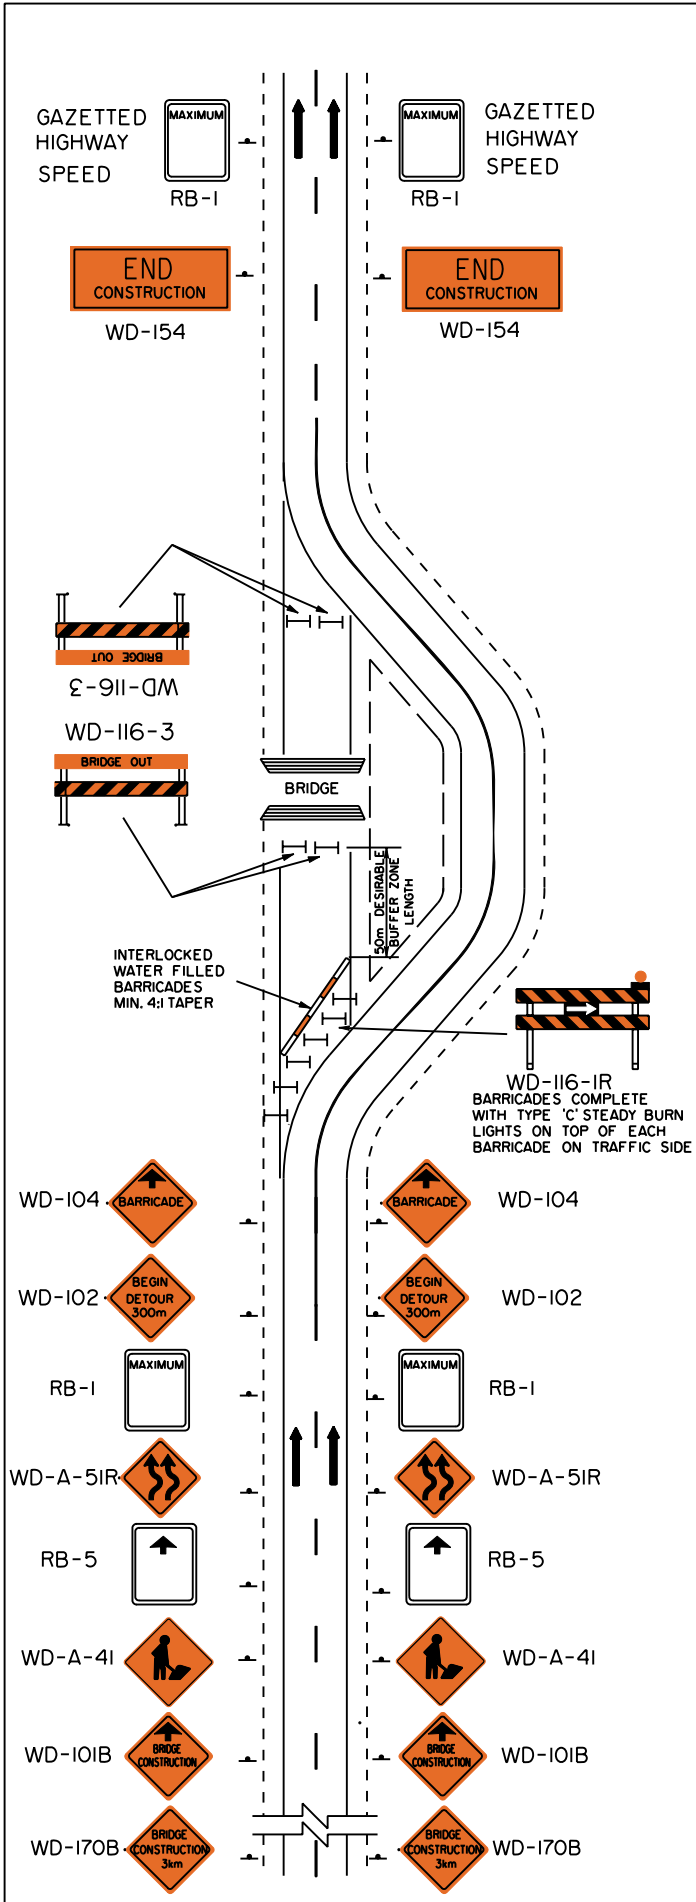 GAZETTED
HIGHWAY
SPEED
MAXIMUM
RB-1
MAXIMUM
RB-1
GAZETTED
HIGHWAY
SPEED
END
CONSTRUCTION
WD-154
END
CONSTRUCTION
WD-154
BRIDGE OUT
WD-116-3
WD-116-3
BRIDGE OUT
BRIDGE
50m DESIRABLE
BUFFER ZONE
LENGTH
INTERLOCKED
WATER FILLED
BARRICADES
MIN. 4:1 TAPER
WD-116-1R
BARRICADES COMPLETE
WITH TYPE 'C' STEADY BURN
LIGHTS ON TOP OF EACH
BARRICADE ON TRAFFIC SIDE
WD-104
BARRICADE
BARRICADE
WD-104
WD-102
BEGIN
DETOUR
300m
BEGIN
DETOUR
300m
WD-102
RB-1
MAXIMUM
MAXIMUM
RB-1
WD-A-51R
WD-A-51R
RB-5
RB-5
WD-A-41
WD-A-41
WD-101B
BRIDGE
CONSTRUCTION
BRIDGE
CONSTRUCTION
WD-101B
WD-170B
BRIDGE
CONSTRUCTION
3km
BRIDGE
CONSTRUCTION
3km
WD-170B